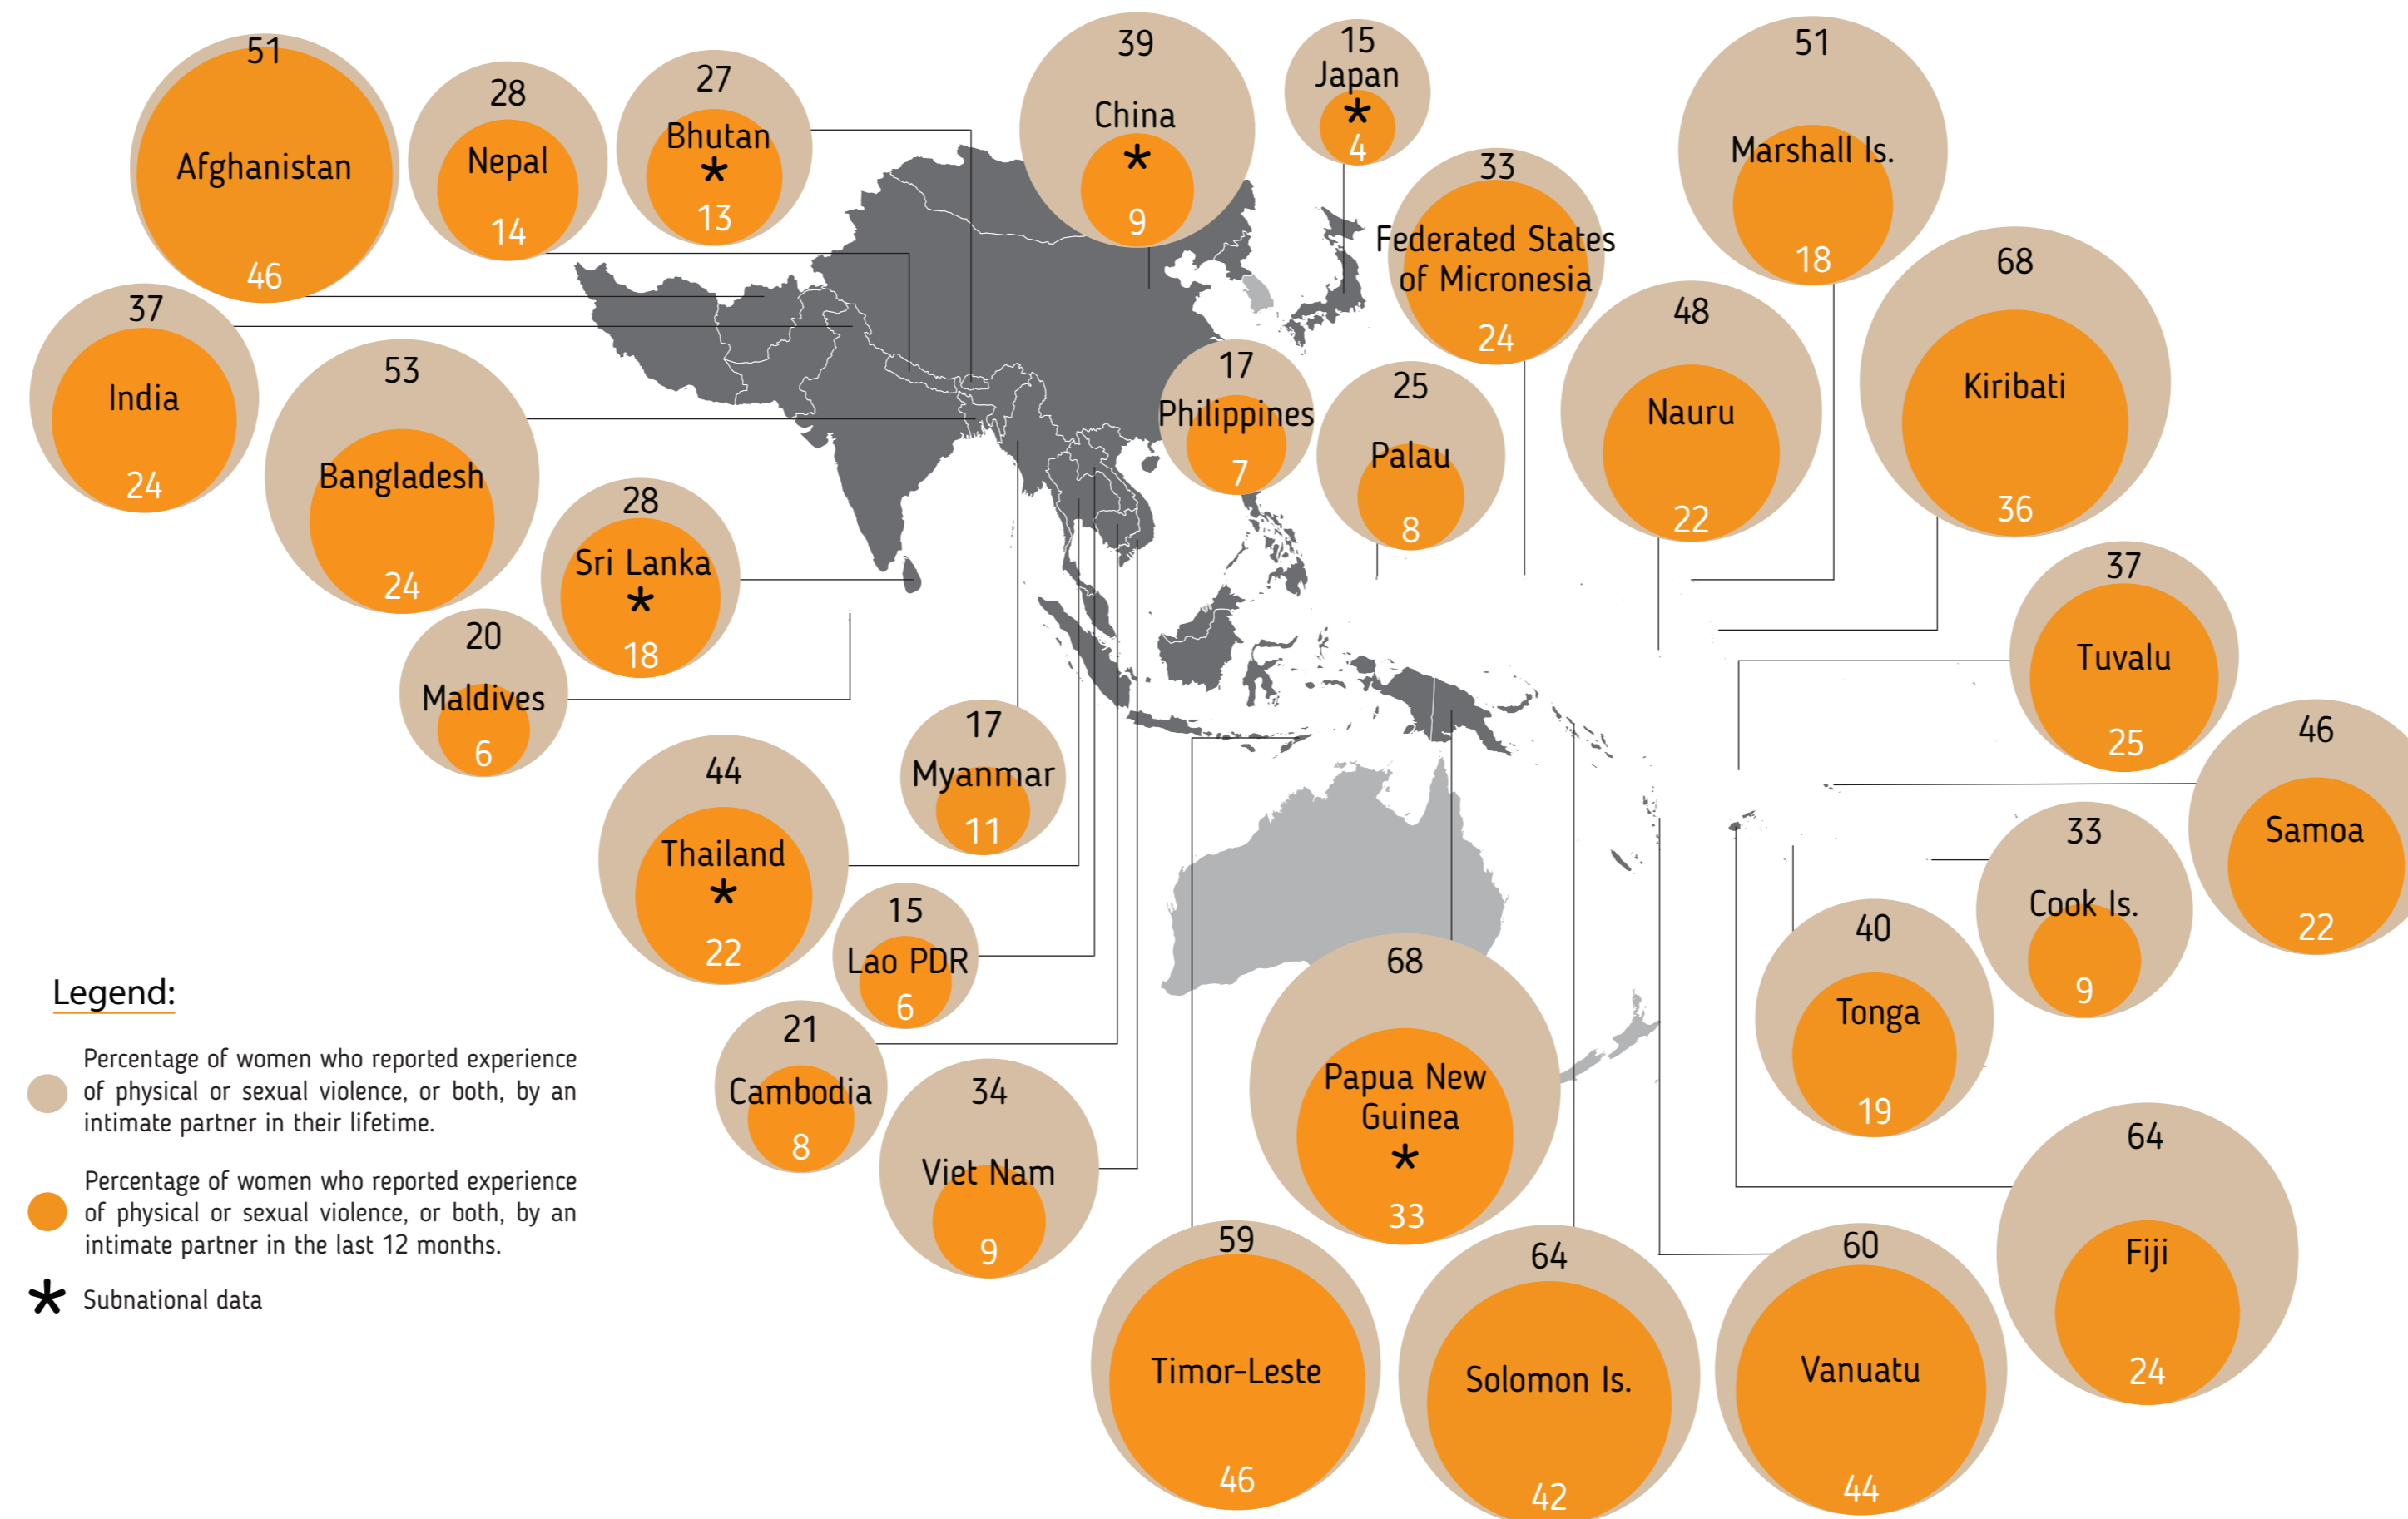 51
Afghanistan
46
28
Nepal
14
27
Bhutan
*
13
39
China
*
9
15
Japan
*
4
33
Federated States
of Micronesia
24
51
Marshall Is.
18
37
India
24
53
Bangladesh
24
28
Sri Lanka
*
18
20
Maldives
6
17
Philippines
7
25
Palau
8
48
Nauru
22
68
Kiribati
36
37
Tuvalu
25
46
Samoa
22
44
Thailand
*
22
17
Myanmar
11
15
Lao PDR
6
21
Cambodia
8
34
Viet Nam
9
68
Papua New
Guinea
*
33
33
Cook Is.
9
40
Tonga
19
59
Timor-Leste
46
64
Solomon Is.
42
60
Vanuatu
44
64
Fiji
24
Legend:
Percentage of women who reported experience
of physical or sexual violence, or both, by an
intimate partner in their lifetime.
Percentage of women who reported experience
of physical or sexual violence, or both, by an
intimate partner in the last 12 months.
* Subnational data